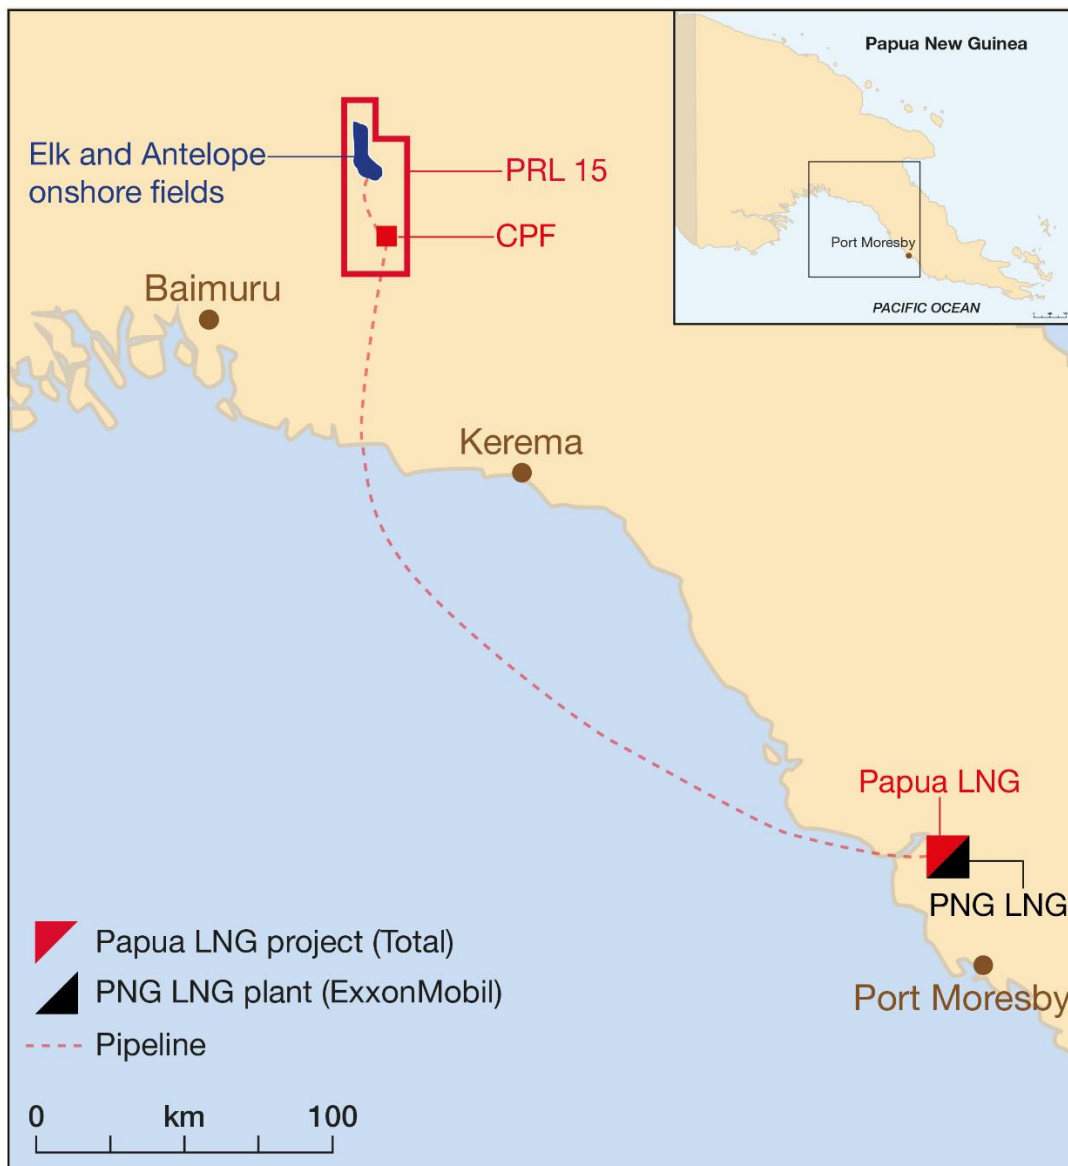 Papua New Guinea
Port Moresby
PACIFIC OCEAN
Elk and Antelope
onshore fields
PRL 15
CPF
Baimuru
Kerema
Papua LNG
PNG LNG
Port Moresby
Papua LNG project (Total)
PNG LNG plant (ExxonMobil)
Pipeline
0 km 100